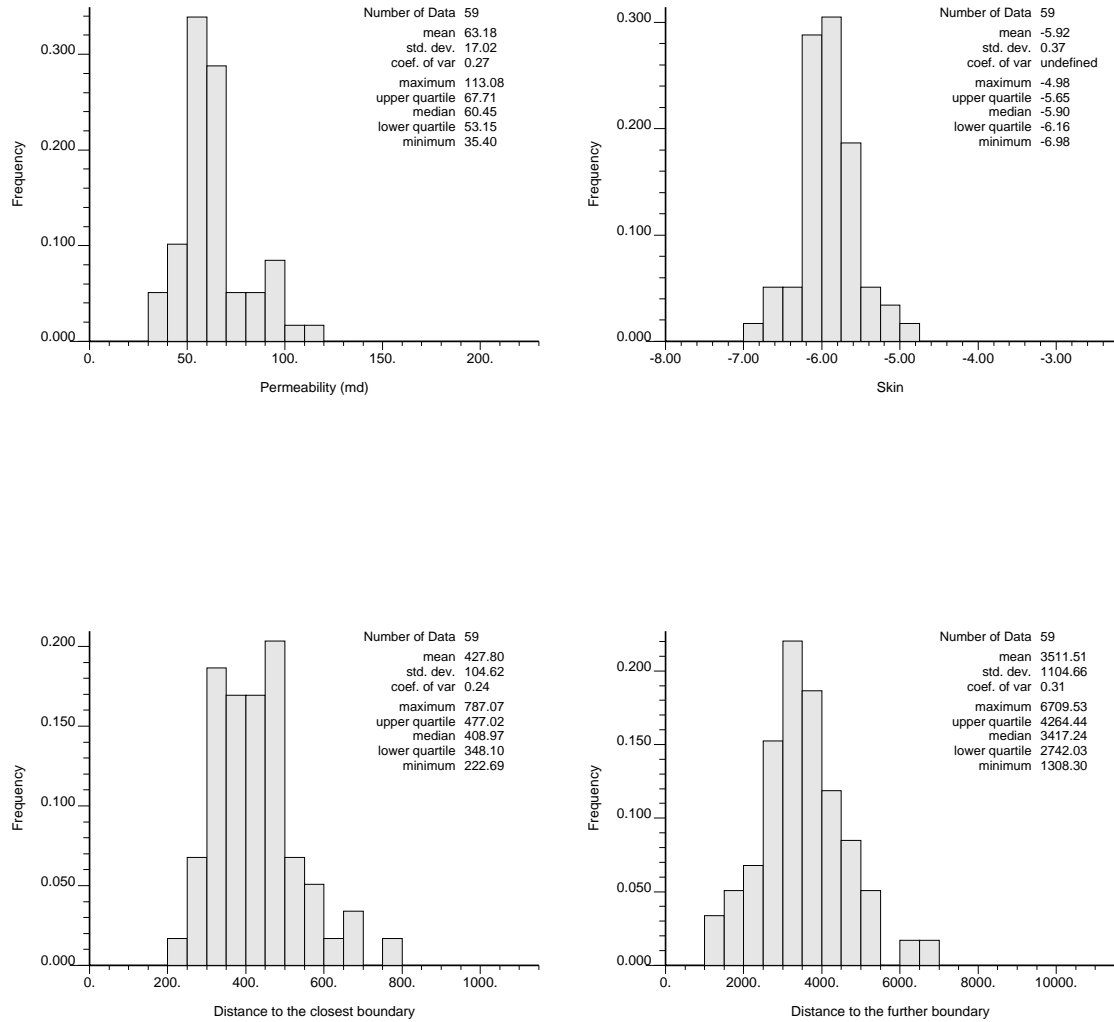 Frequency
Permeability (md)
0. 50. 100. 150. 200.
0.000
0.100
0.200
0.300
Number of Data 59
mean 63.18
std. dev. 17.02
coef. of var 0.27
maximum 113.08
upper quartile 67.71
median 60.45
lower quartile 53.15
minimum 35.40
Frequency
Skin
-8.00 -7.00 -6.00 -5.00 -4.00 -3.00
0.000
0.100
0.200
0.300
Number of Data 59
mean -5.92
std. dev. 0.37
coef. of var undefined
maximum -4.98
upper quartile -5.65
median -5.90
lower quartile -6.16
minimum -6.98
Frequency
Distance to the closest boundary
0. 200. 400. 600. 800. 1000.
0.000
0.050
0.100
0.150
0.200
Number of Data 59
mean 427.80
std. dev. 104.62
coef. of var 0.24
maximum 787.07
upper quartile 477.02
median 408.97
lower quartile 348.10
minimum 222.69
Frequency
Distance to the further boundary
0. 2000. 4000. 6000. 8000. 10000.
0.000
0.050
0.100
0.150
0.200
Number of Data 59
mean 3511.51
std. dev. 1104.66
coef. of var 0.31
maximum 6709.53
upper quartile 4264.44
median 3417.24
lower quartile 2742.03
minimum 1308.30